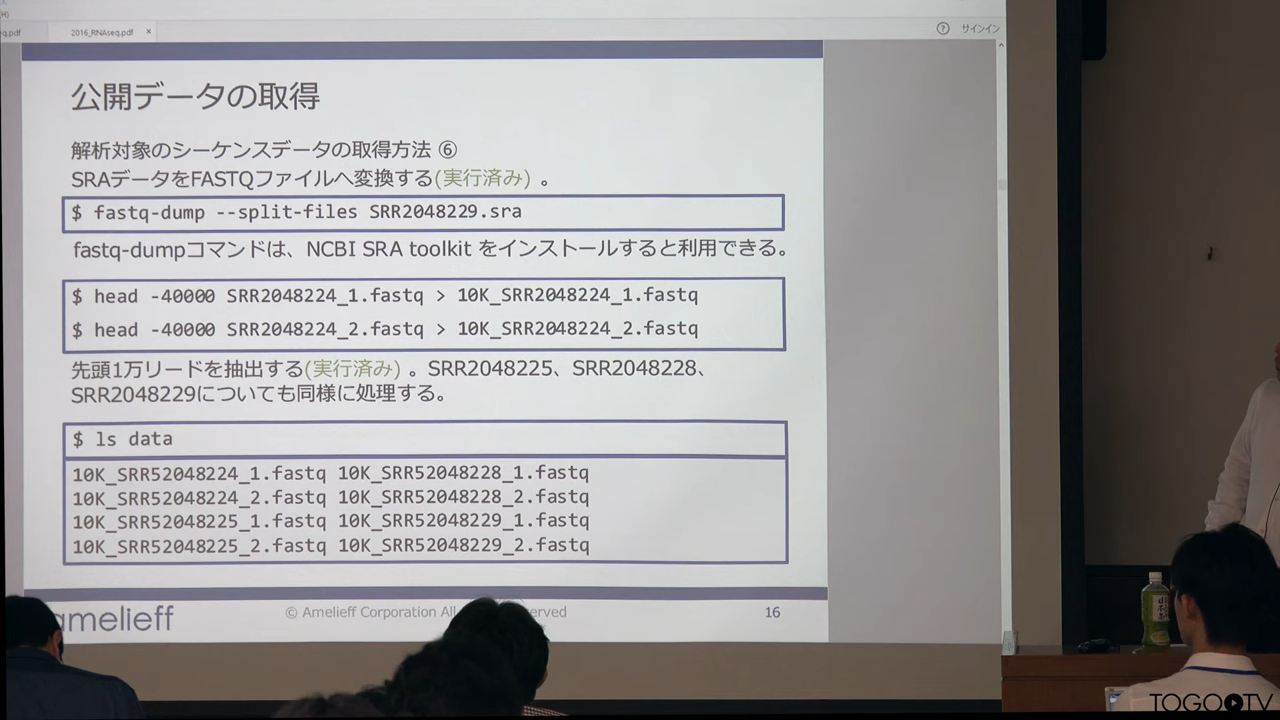 (H)
eq.pdf
2016_RNAseq.pdf ×
? サインイン
公開データの取得
解析対象のシーケンスデータの取得方法 ⑥
SRAデータをFASTQファイルへ変換する(実行済み) 。
$ fastq-dump --split-files SRR2048229.sra
fastq-dumpコマンドは、NCBI SRA toolkit をインストールすると利用できる。
$ head -40000 SRR2048224_1.fastq > 10K_SRR2048224_1.fastq
$ head -40000 SRR2048224_2.fastq > 10K_SRR2048224_2.fastq
先頭1万リードを抽出する(実行済み) 。SRR2048225、SRR2048228、
SRR2048229についても同様に処理する。
$ ls data
10K_SRR52048224_1.fastq 10K_SRR52048228_1.fastq
10K_SRR52048224_2.fastq 10K_SRR52048228_2.fastq
10K_SRR52048225_1.fastq 10K_SRR52048229_1.fastq
10K_SRR52048225_2.fastq 10K_SRR52048229_2.fastq
amelieff
© Amelieff Corporation All erved
16
TOGOTV